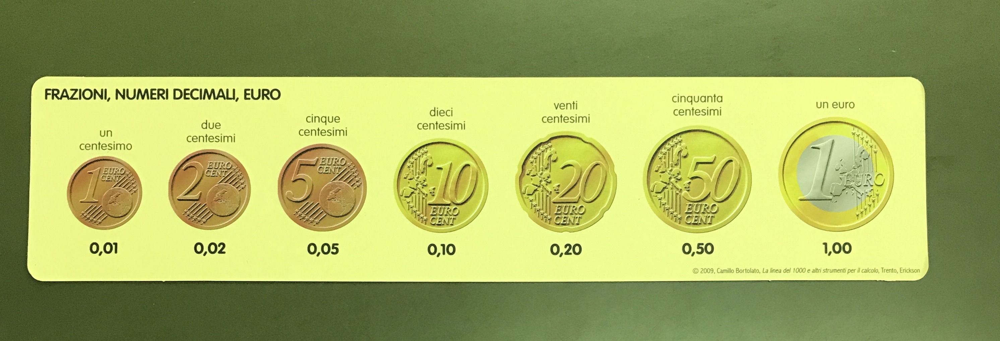 FRAZIONI, NUMERI DECIMALI, EURO
un
centesimo
1 EURO
CENT
0,01
due
centesimi
2 EURO
CENT
0,02
cinque
centesimi
5 EURO
CENT
0,05
dieci
centesimi
10
EURO
CENT
0,10
venti
centesimi
20
EURO
CENT
0,20
cinquanta
centesimi
50
EURO
CENT
0,50
un euro
1 EURO
1,00
© 2009, Camillo Bortolato, La linea del 1000 e altri strumenti per il calcolo, Trento, Erickson